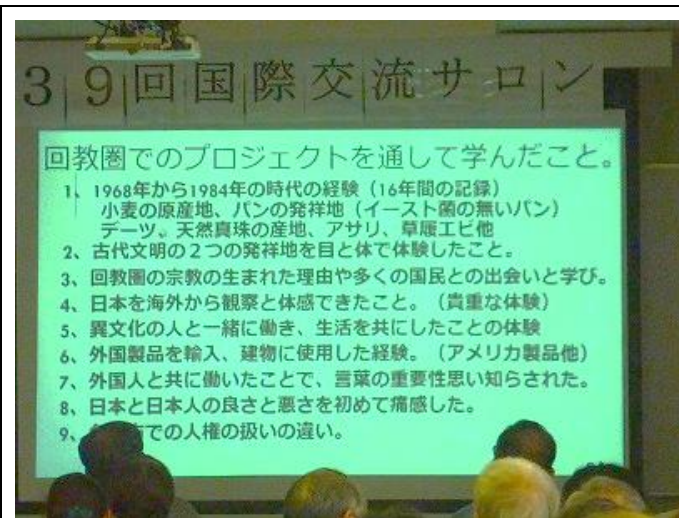 39回国際交流サロン
回教圏でのプロジェクトを通して学んだこと。
1、1968年から1984年の時代の経験（16年間の記録）
小麦の原産地、パンの発祥地（イースト菌の無いパン）
デーツ、天然真珠の産地、アサリ、草履エビ他
2、古代文明の２つの発祥地を目と体で体験したこと。
3、回教圏の宗教の生まれた理由や多くの国民との出会いと学び。
4、日本を海外から観察と体感できたこと。（貴重な体験）
5、異文化の人と一緒に働き、生活を共にしたことの体験
6、外国製品を輸入、建物に使用した経験。（アメリカ製品他）
7、外国人と共に働いたことで、言葉の重要性思い知らされた。
8、日本と日本人の良さと悪さを初めて痛感した。
9、での人権の扱いの違い。